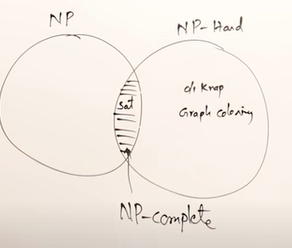 NP
NP-Hard
Sat
0/1 Knap
Graph coloring
NP-complete